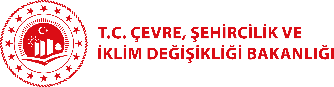 T.C. ÇEVRE, ŞEHİRCİLİK VE
İKLİM DEĞİŞİKLİĞİ BAKANLIĞI